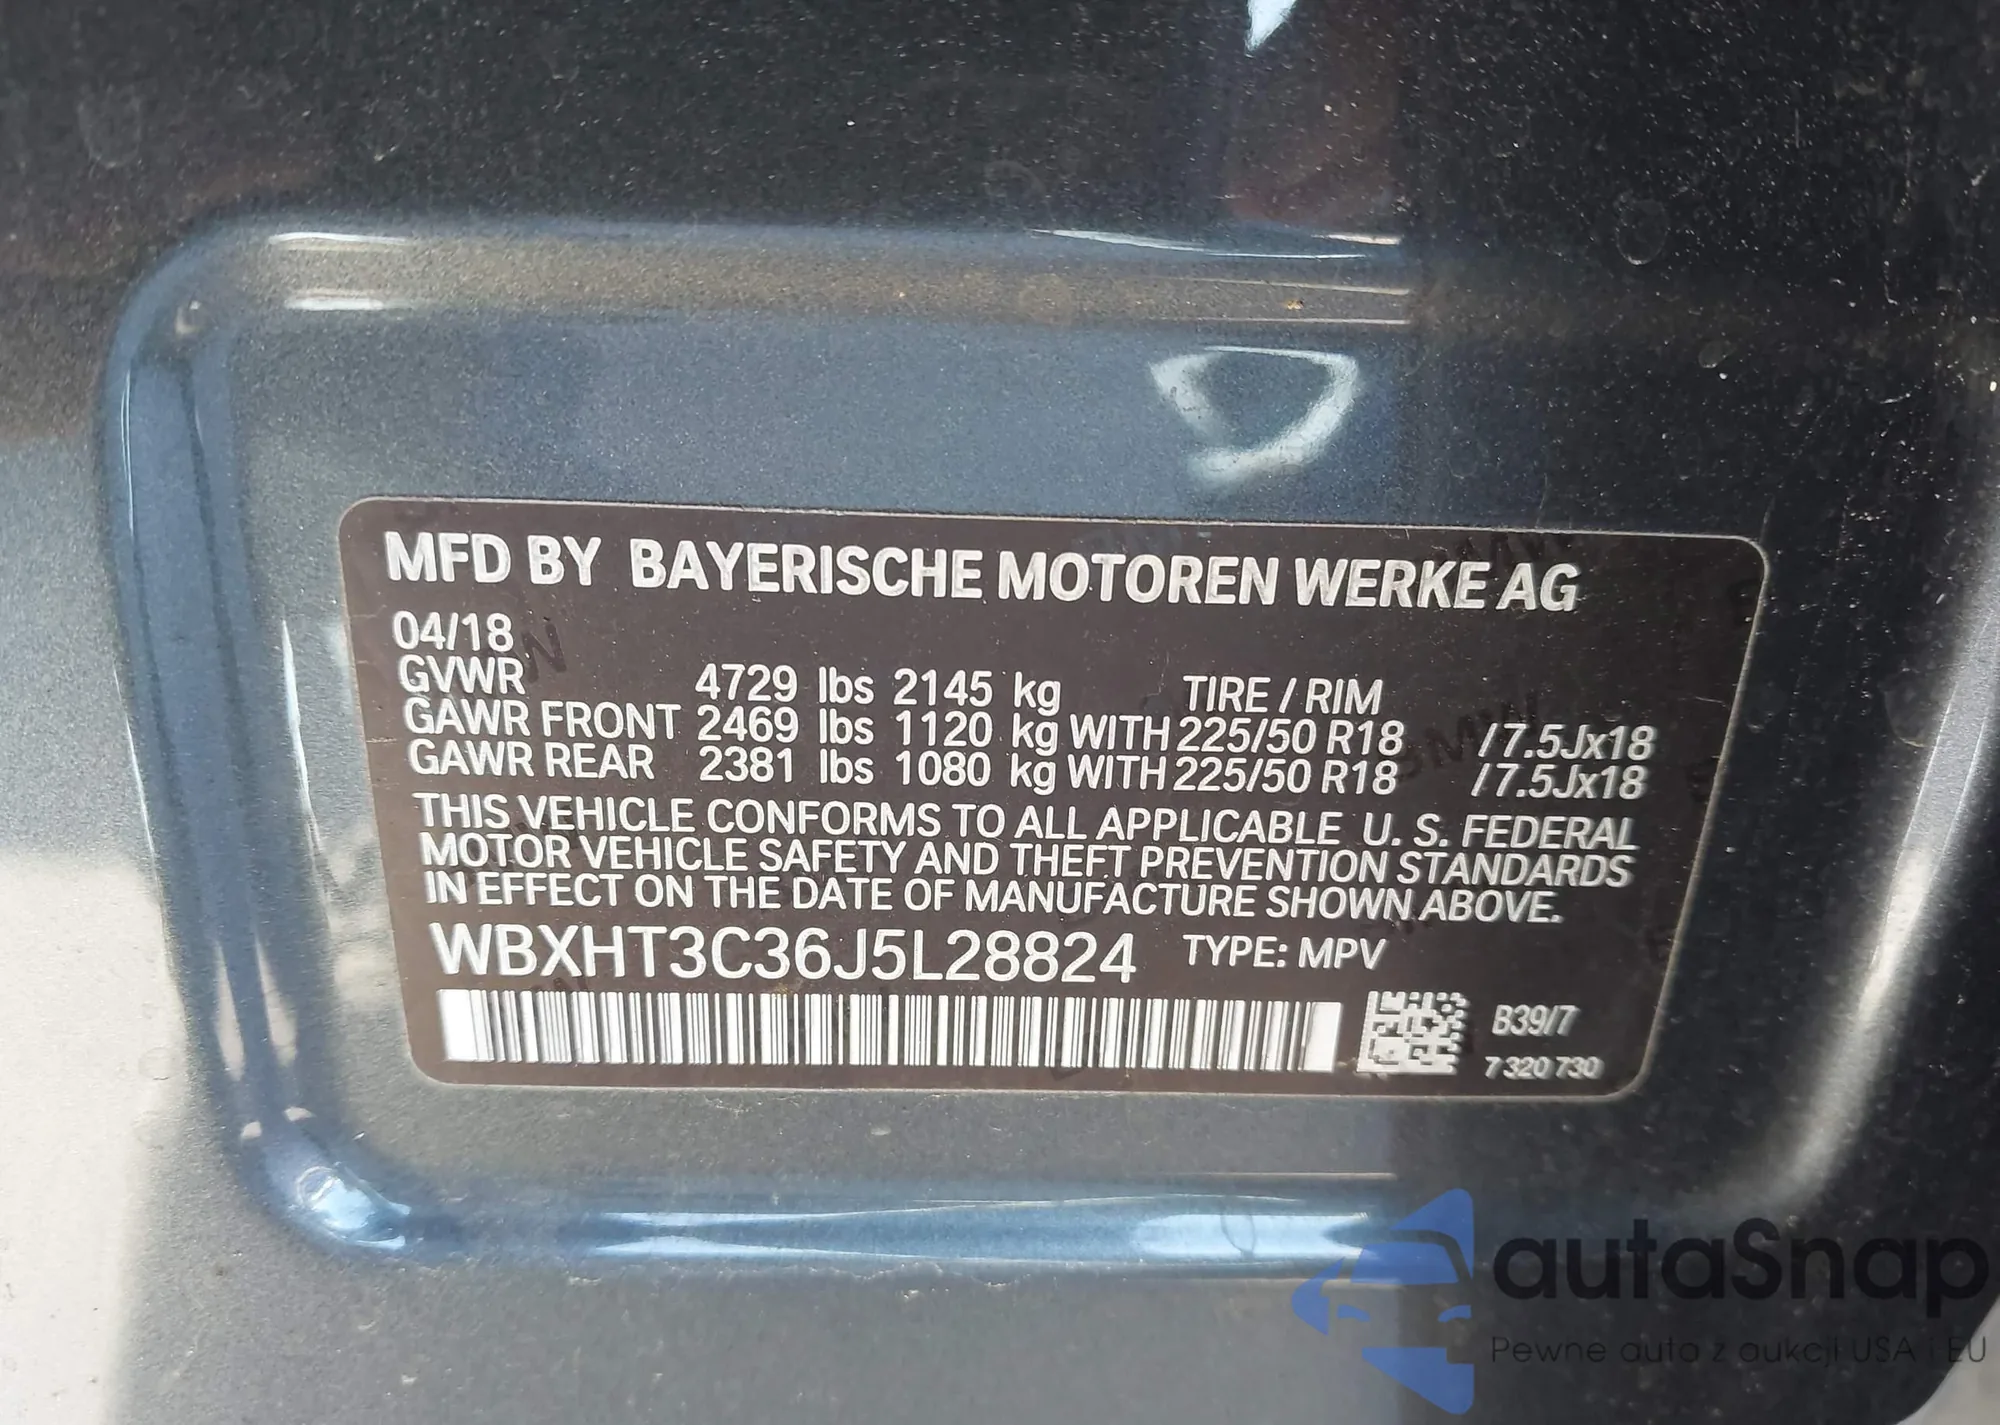 MFD BY BAYERISCHE MOTOREN WERKE AG
04/18
GVWR 4729 lbs 2145 kg TIRE / RIM
GAWR FRONT 2469 lbs 1120 kg WITH 225/50 R18 /7.5Jx18
GAWR REAR 2381 lbs 1080 kg WITH 225/50 R18 /7.5Jx18
THIS VEHICLE CONFORMS TO ALL APPLICABLE U. S. FEDERAL
MOTOR VEHICLE SAFETY AND THEFT PREVENTION STANDARDS
IN EFFECT ON THE DATE OF MANUFACTURE SHOWN ABOVE.
WBXHT3C36J5L28824 TYPE: MPV
B39/7
7 320 730
autaSnap
Pewne auta z aukcji USA i EU